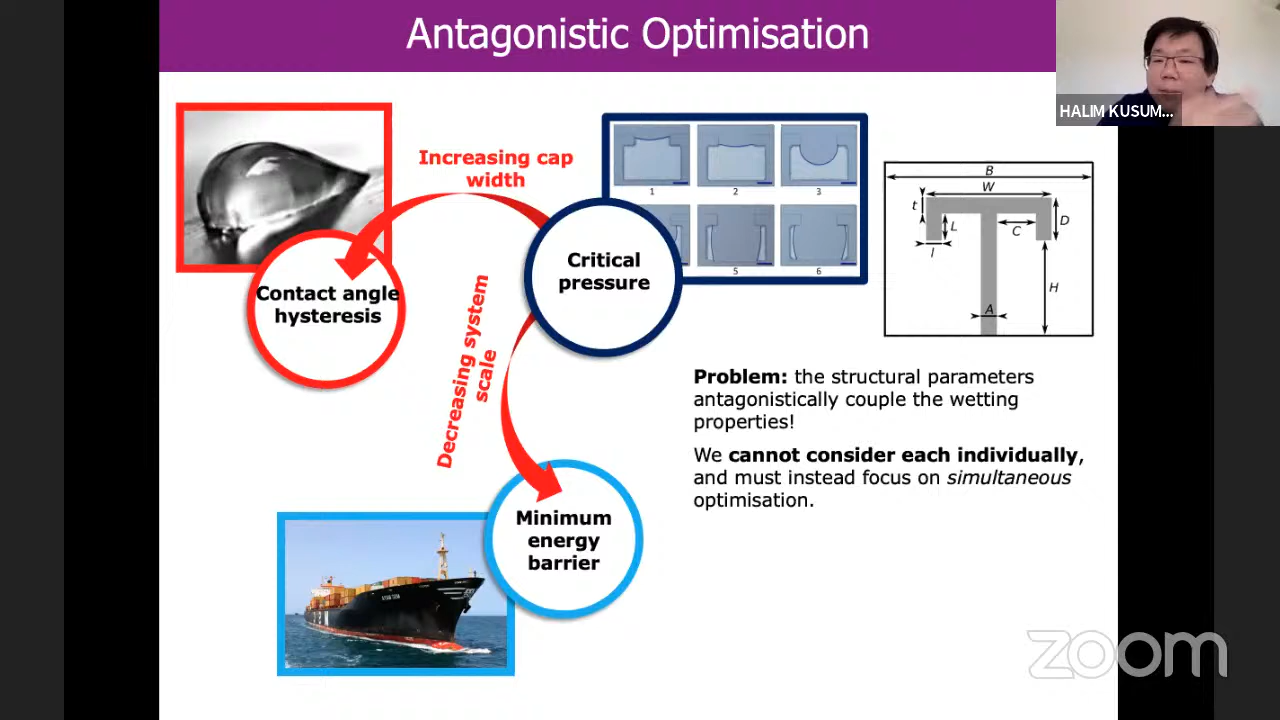 Antagonistic Optimisation
HALIM KUSUM...
Increasing cap
width
1
2
3
5
6
Critical
pressure
Contact angle
hysteresis
Decreasing system
scale
Minimum
energy
barrier
B
W
t
L
D
C
l
H
A
Problem: the structural parameters
antagonistically couple the wetting
properties!
We cannot consider each individually,
and must instead focus on simultaneous
optimisation.
zoom